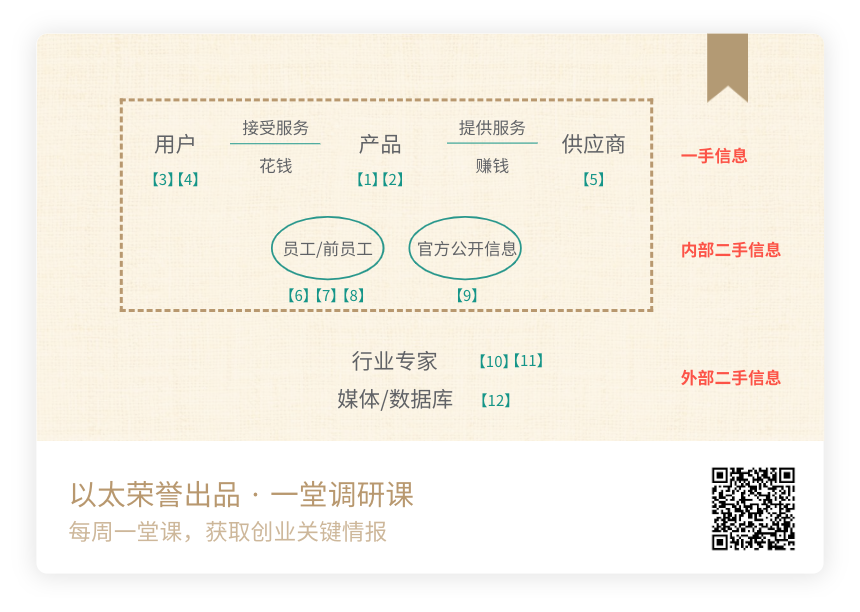 接受服务
提供服务
用户
产品
供应商
一手信息
花钱
赚钱
【3】【4】
【1】【2】
【5】
员工/前员工
官方公开信息
内部二手信息
【6】【7】【8】
【9】
行业专家
【10】【11】
外部二手信息
媒体/数据库
【12】
以太荣誉出品 · 一堂调研课
每周一堂课，获取创业关键情报